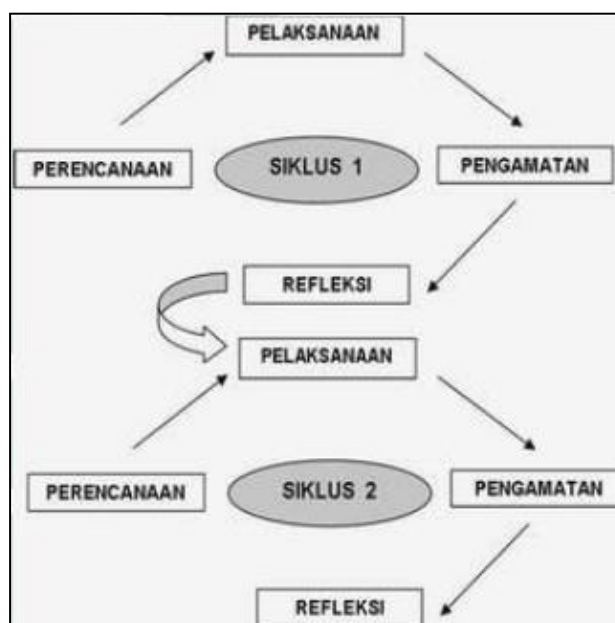 PELAKSANAAN
PERENCANAAN
SIKLUS 1
PENGAMATAN
REFLEKSI
PELAKSANAAN
PERENCANAAN
SIKLUS 2
PENGAMATAN
REFLEKSI